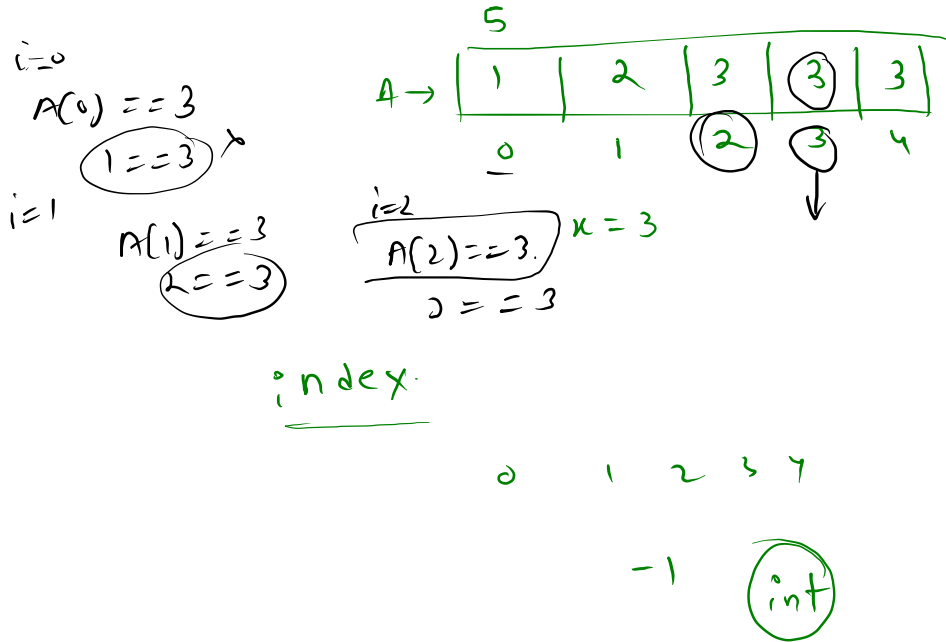 5
i=0
A → 1 2 3 3 3
A(0) == 3
1 == 3 x
0 1 2 3 4
i=1
i=2
A(1) == 3
A(2) == 3.
x = 3
2 == 3
== 3
index.
0 1 2 3 4
-1 int